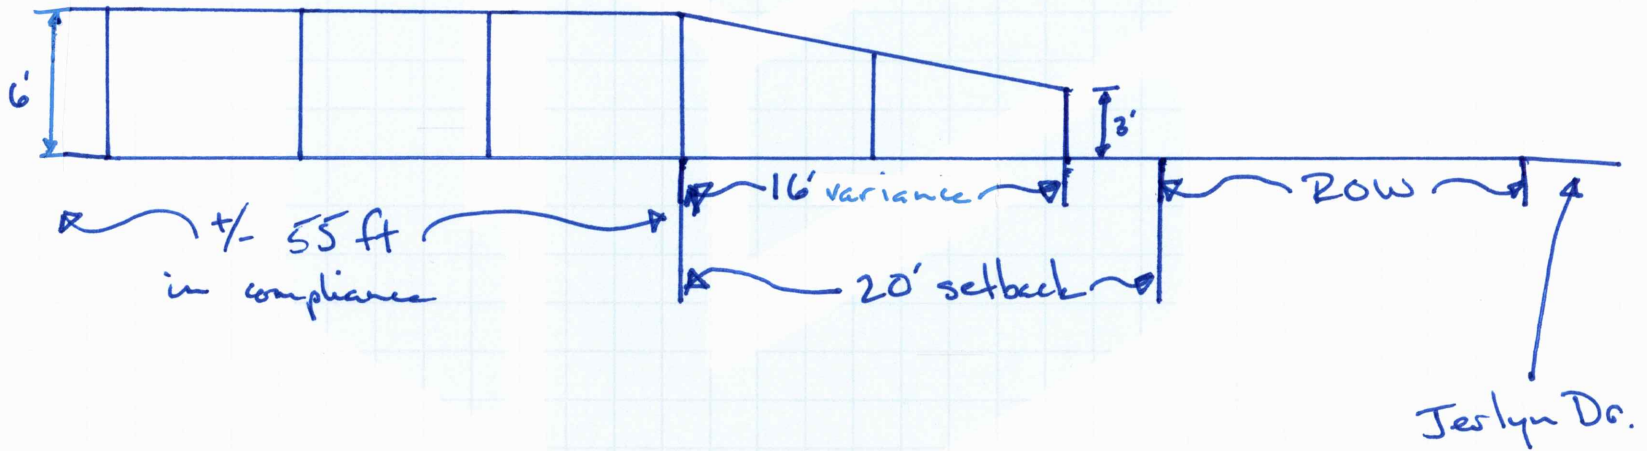 6'
3'
16' variance
ROW
+/- 55 ft
in compliance
20' setback
Jerlyn Dr.